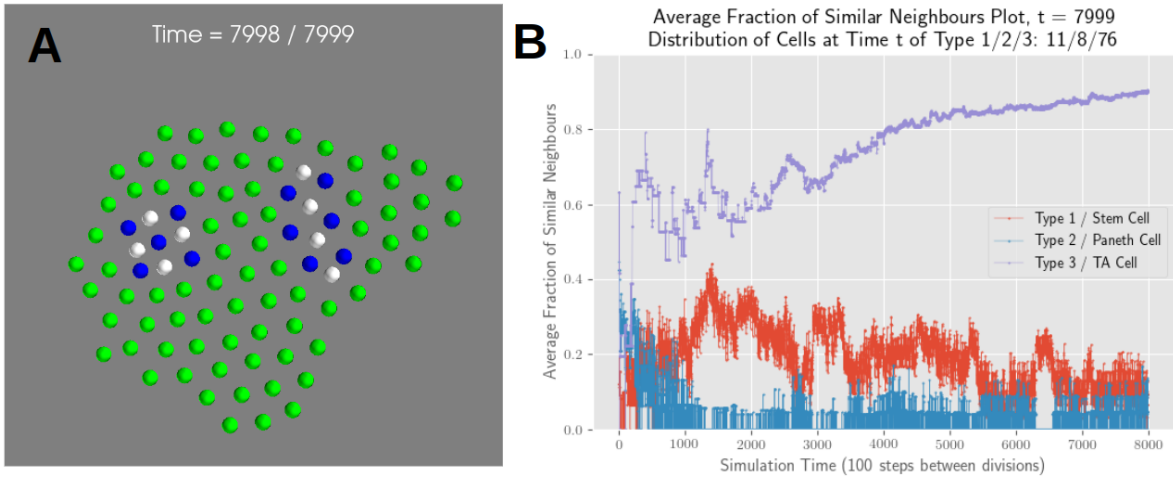 A
Time = 7998 / 7999
B
Average Fraction of Similar Neighbours Plot, t = 7999
Distribution of Cells at Time t of Type 1/2/3: 11/8/76
Average Fraction of Similar Neighbours
1.0
0.8
0.6
0.4
0.2
0.0
Type 1 / Stem Cell
Type 2 / Paneth Cell
Type 3 / TA Cell
0 1000 2000 3000 4000 5000 6000 7000 8000
Simulation Time (100 steps between divisions)